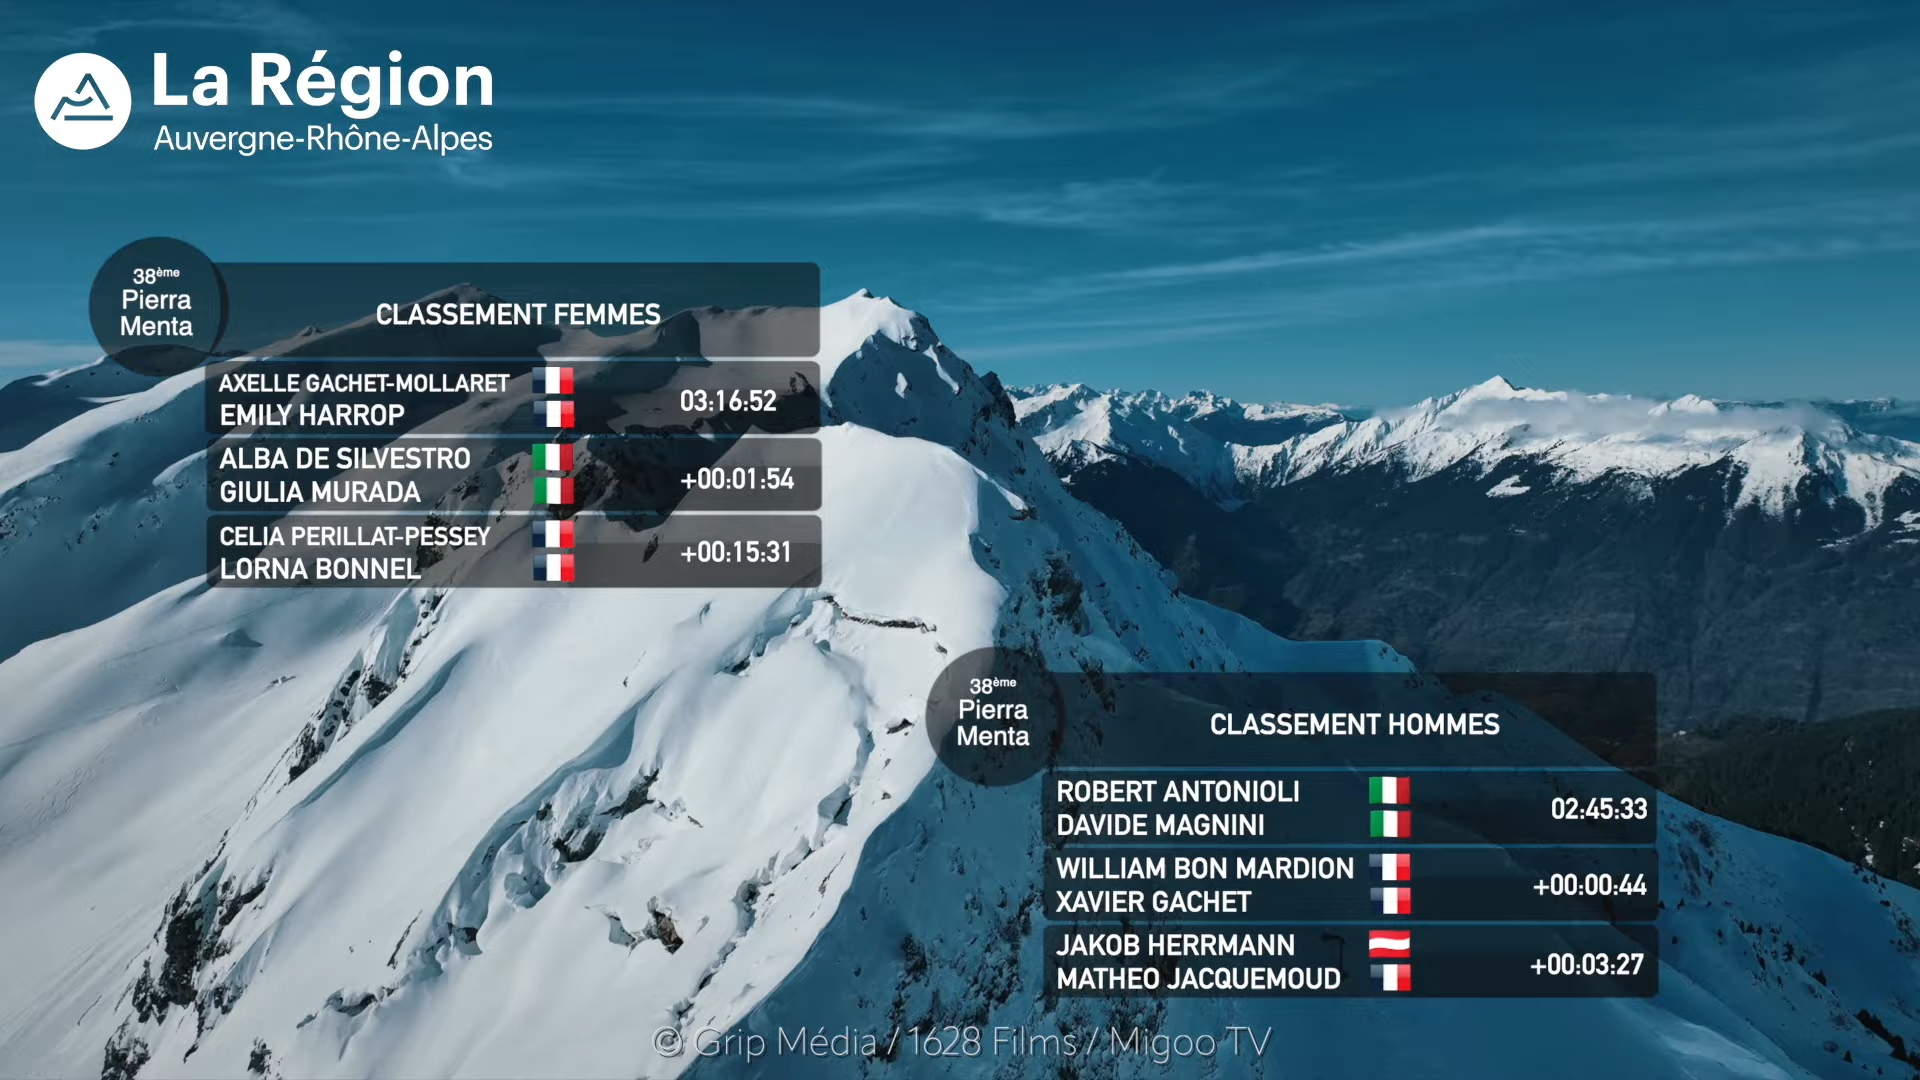 La Région
Auvergne-Rhône-Alpes
38ème
Pierra
Menta
CLASSEMENT FEMMES
AXELLE GACHET-MOLLARET
EMILY HARROP
03:16:52
ALBA DE SILVESTRO
GIULIA MURADA
+00:01:54
CELIA PERILLAT-PESSEY
LORNA BONNEL
+00:15:31
38ème
Pierra
Menta
CLASSEMENT HOMMES
ROBERT ANTONIOLI
DAVIDE MAGNINI
02:45:33
WILLIAM BON MARDION
XAVIER GACHET
+00:00:44
JAKOB HERRMANN
MATHEO JACQUEMOUD
+00:03:27
© Grip Média / 1628 Films / Migoo TV